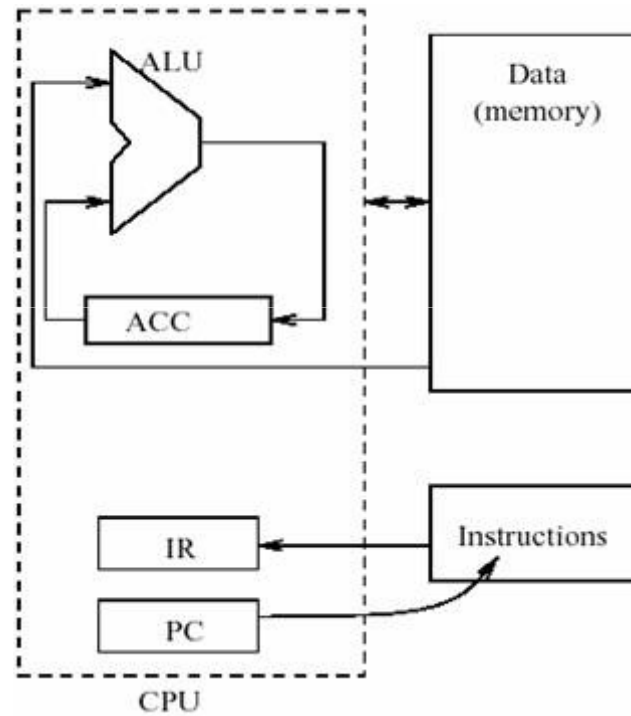 ALU
Data
(memory)
ACC
IR
Instructions
PC
CPU